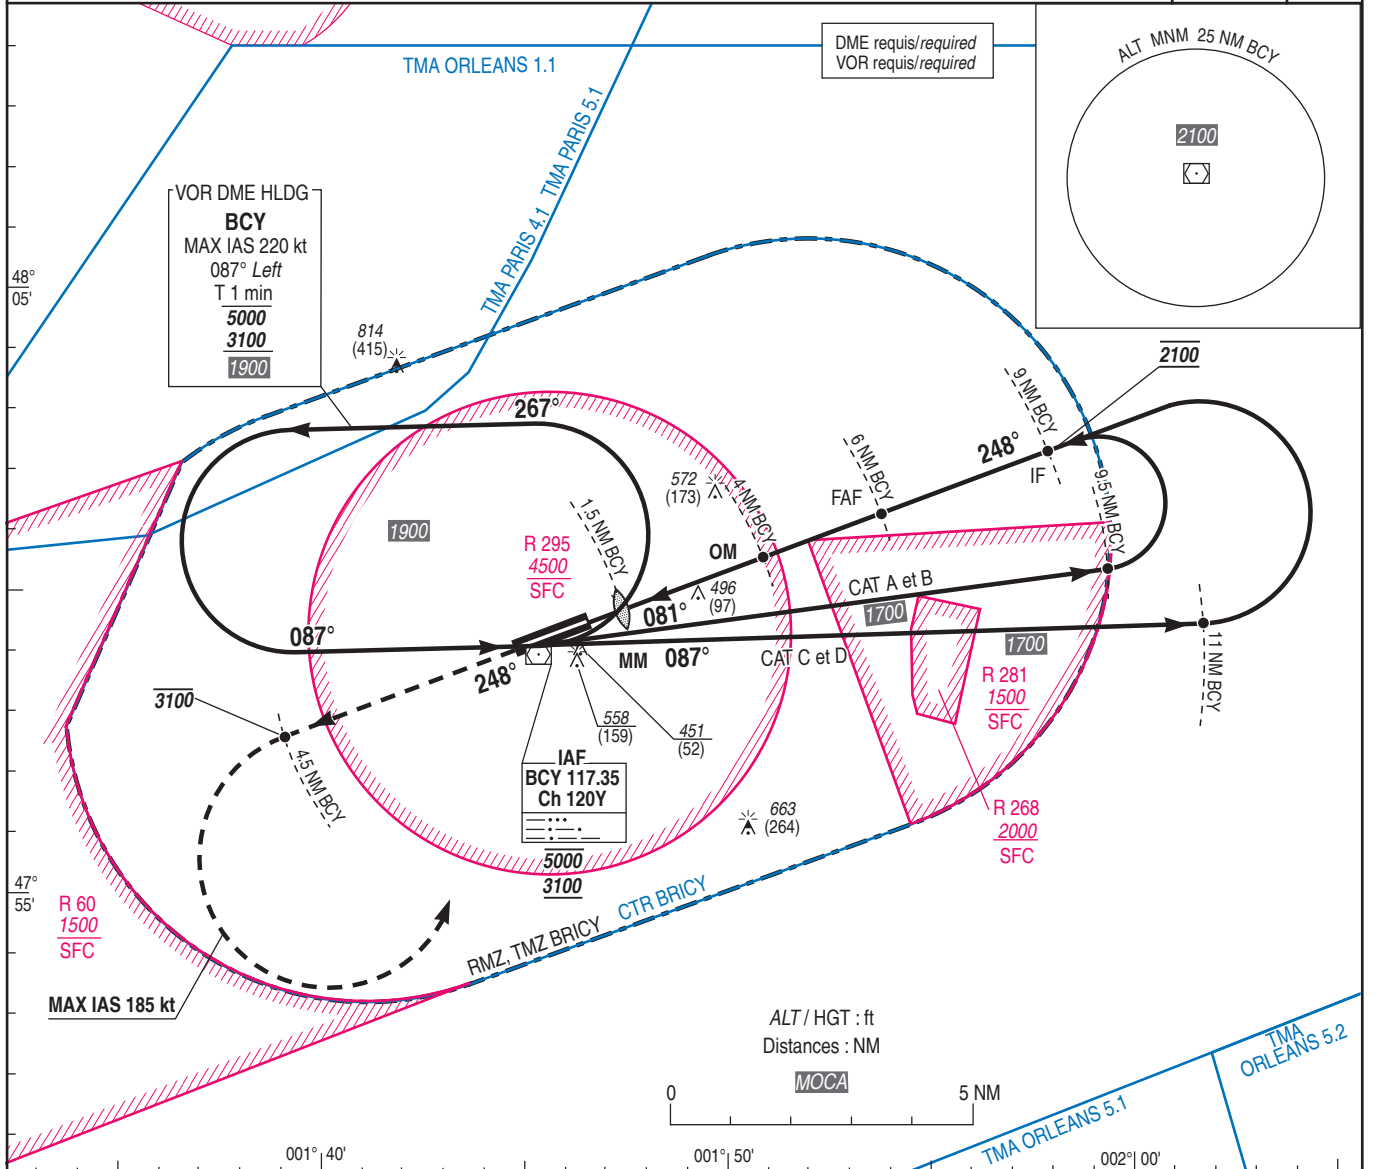 TMA ORLEANS 1.1
DME requis/required
VOR requis/required
ALT MNM 25 NM BCY
2100
TMA PARIS 5.1
TMA PARIS 4.1
VOR DME HLDG
BCY
MAX IAS 220 kt
087° Left
T 1 min
5000
3100
1900
48°
05'
814
(415)
2100
267°
9 NM BCY
248°
IF
6 NM BCY
FAF
9.5 NM BCY
572
(173)
4 NM BCY
1.5 NM BCY
1900
R 295
4500
SFC
OM
496
(97)
CAT A et B
1700
081°
087°
MM
087°
CAT C et D
1700
11 NM BCY
248°
3100
4.5 NM BCY
558
(159)
451
(52)
R 281
1500
SFC
IAF
BCY 117.35
Ch 120Y
5000
3100
663
(264)
R 268
2000
SFC
47°
55'
R 60
1500
SFC
CTR BRICY
RMZ, TMZ BRICY
MAX IAS 185 kt
ALT / HGT : ft
Distances : NM
MOCA
0 5 NM
TMA
ORLEANS 5.2
TMA ORLEANS 5.1
001° 40'
001° 50'
002° 00'